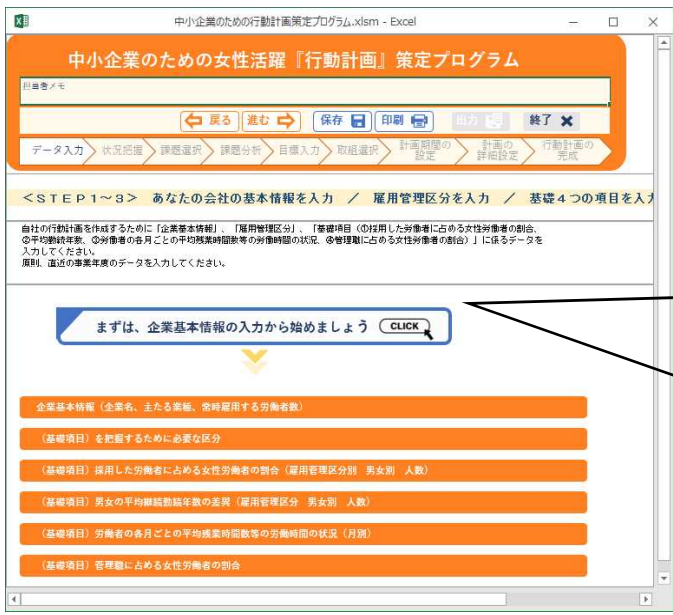 中小企業のための行動計画策定プログラム.xlsm - Excel
中小企業のための女性活躍『行動計画』策定プログラム
担当者メモ
戻る 進む 保存 印刷 出力 終了
データ入力 状況把握 課題選択 課題分析 目標入力 取組選択 計画期間の設定 計画の詳細設定 行動計画の完成
<STEP1~3> あなたの会社の基本情報を入力 / 雇用管理区分を入力 / 基礎4つの項目を入力
自社の行動計画を作成するために「企業基本情報」、「雇用管理区分」、「基礎項目（①採用した労働者に占める女性労働者の割合、
②平均勤続年数、③労働者の各月ごとの平均残業時間数等の労働時間の状況、④管理職に占める女性労働者の割合）」に係るデータを
入力してください。
原則、直近の事業年度のデータを入力してください。
まずは、企業基本情報の入力から始めましょう CLICK
企業基本情報（企業名、主たる業種、常時雇用する労働者数）
（基礎項目）を把握するために必要な区分
（基礎項目）採用した労働者に占める女性労働者の割合（雇用管理区分別 男女別 人数）
（基礎項目）男女の平均継続勤続年数の差異（雇用管理区分 男女別 人数）
（基礎項目）労働者の各月ごとの平均残業時間数等の労働時間の状況（月別）
（基礎項目）管理職に占める女性労働者の割合